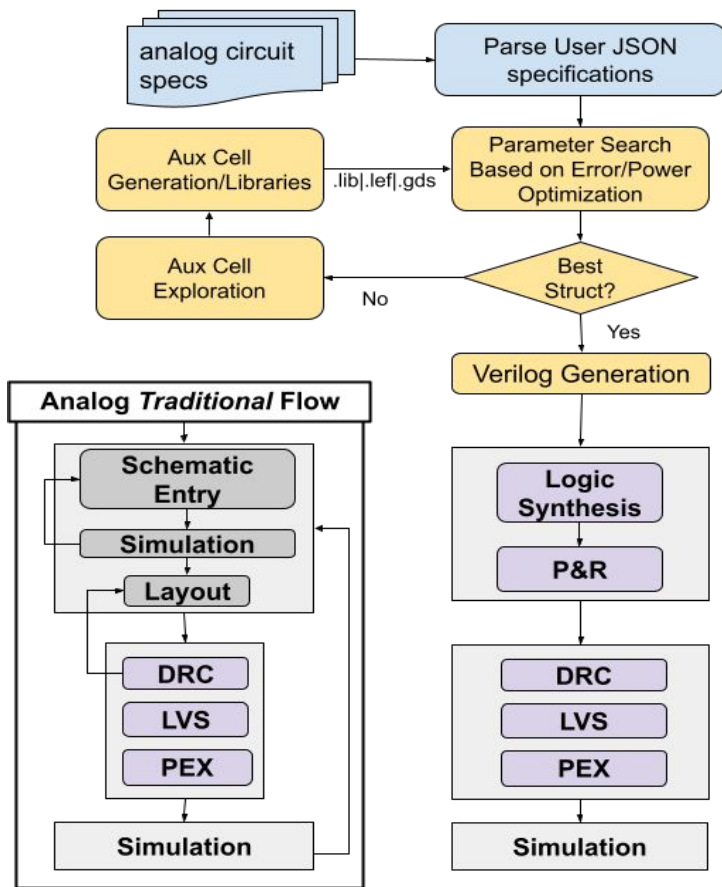 analog circuit
specs
Parse User JSON
specifications
Aux Cell
Generation/Libraries
.lib|.lef|.gds
Parameter Search
Based on Error/Power
Optimization
Aux Cell
Exploration
No
Best
Struct?
Yes
Verilog Generation
Analog Traditional Flow
Schematic
Entry
Simulation
Layout
DRC
LVS
PEX
Simulation
Logic
Synthesis
P&R
DRC
LVS
PEX
Simulation